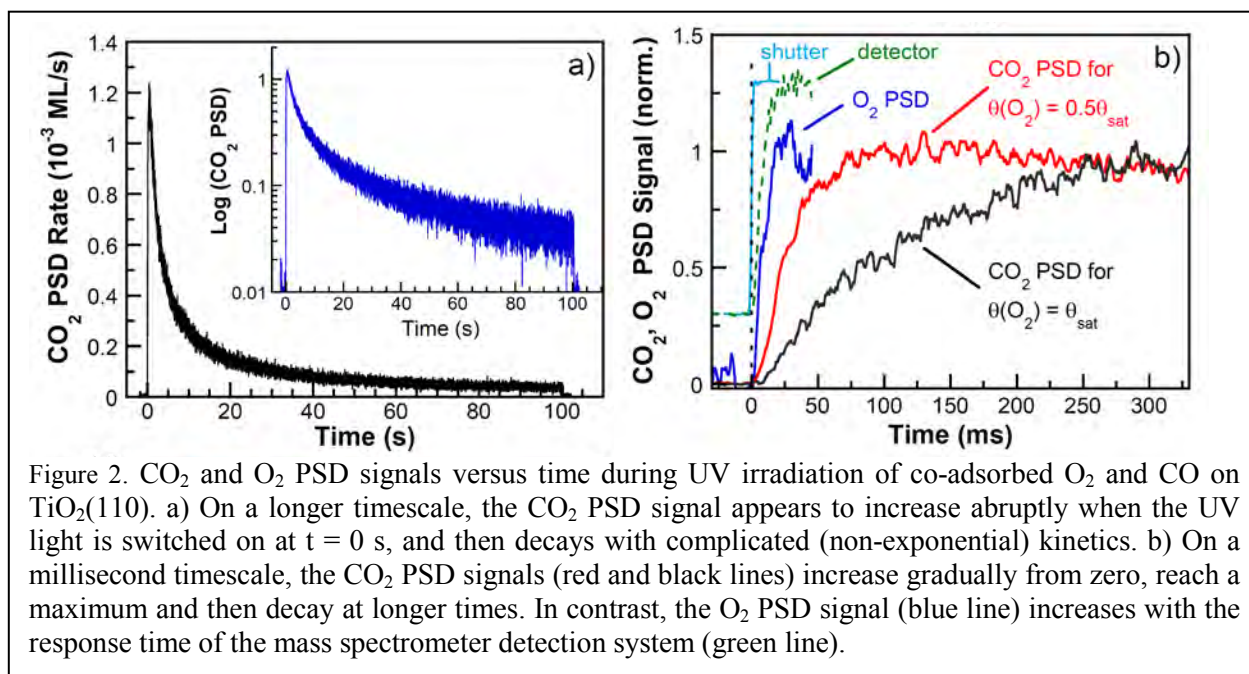 1.4
1.2
1.0
0.8
0.6
0.4
0.2
0
CO₂ PSD Rate (10⁻³ ML/s)
0 20 40 60 80 100
Time (s)
a)
1
0.1
0.01
Log (CO₂ PSD)
0 20 40 60 80 100
Time (s)
1.5
1
0.5
0
CO₂, O₂ PSD Signal (norm.)
shutter
detector
b)
O₂ PSD
CO₂ PSD for
θ(O₂) = 0.5θsat
CO₂ PSD for
θ(O₂) = θsat
0 50 100 150 200 250 300
Time (ms)
Figure 2. CO₂ and O₂ PSD signals versus time during UV irradiation of co-adsorbed O₂ and CO on
TiO₂(110). a) On a longer timescale, the CO₂ PSD signal appears to increase abruptly when the UV
light is switched on at t = 0 s, and then decays with complicated (non-exponential) kinetics. b) On a
millisecond timescale, the CO₂ PSD signals (red and black lines) increase gradually from zero, reach a
maximum and then decay at longer times. In contrast, the O₂ PSD signal (blue line) increases with the
response time of the mass spectrometer detection system (green line).